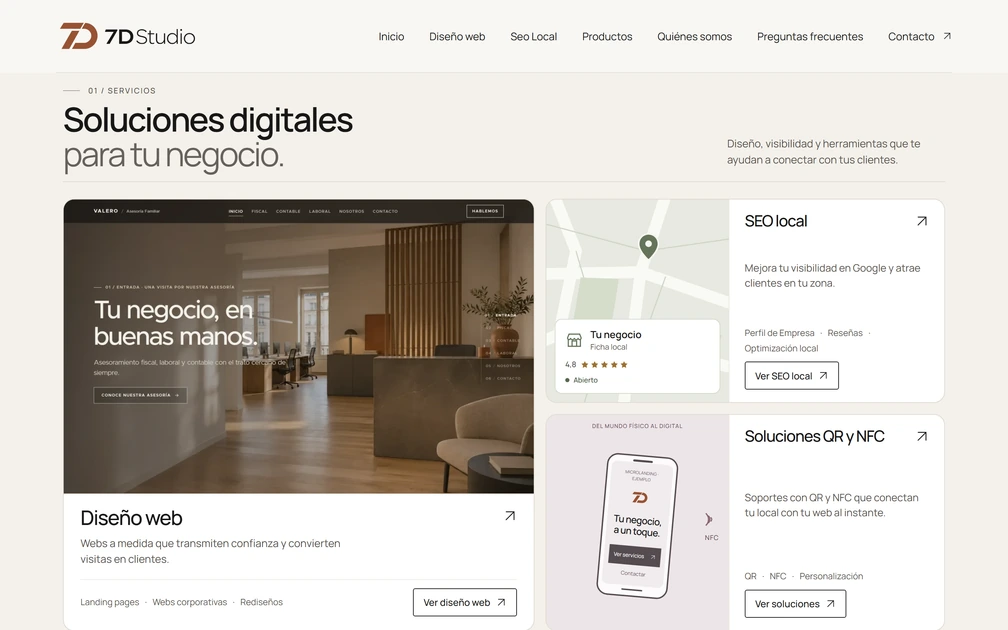 7D Studio
Inicio
Diseño web
Seo Local
Productos
Quiénes somos
Preguntas frecuentes
Contacto
01 / SERVICIOS
Soluciones digitales
para tu negocio.
Diseño, visibilidad y herramientas que te
ayudan a conectar con tus clientes.
VALERO / Asesoría Familiar
INICIO
FISCAL
CONTABLE
LABORAL
NOSOTROS
CONTACTO
HABLEMOS
01 / ENTRADA · UNA VISITA POR NUESTRA ASESORÍA
Tu negocio, en
buenas manos.
Asesoramiento fiscal, laboral y contable con el trato cercano de
siempre.
CONOCE NUESTRA ASESORÍA
ENTRADA
Diseño web
Webs a medida que transmiten confianza y convierten
visitas en clientes.
Landing pages · Webs corporativas · Rediseños
Ver diseño web
Tu negocio
Ficha local
4,8
Abierto
SEO local
Mejora tu visibilidad en Google y atrae
clientes en tu zona.
Perfil de Empresa · Reseñas ·
Optimización local
Ver SEO local
DEL MUNDO FÍSICO AL DIGITAL
MICROLANDING
EJEMPLO
7D
Tu negocio,
a un toque.
Ver servicios
Contactar
NFC
Soluciones QR y NFC
Soportes con QR y NFC que conectan
tu local con tu web al instante.
QR · NFC · Personalización
Ver soluciones